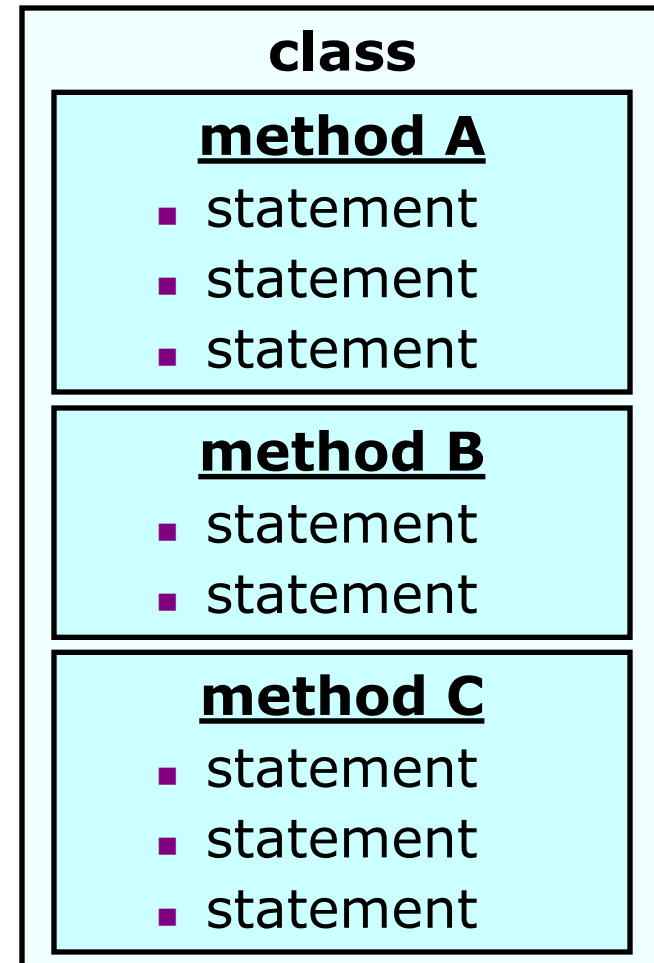 class
method A
▪ statement
▪ statement
▪ statement
method B
▪ statement
▪ statement
method C
▪ statement
▪ statement
▪ statement